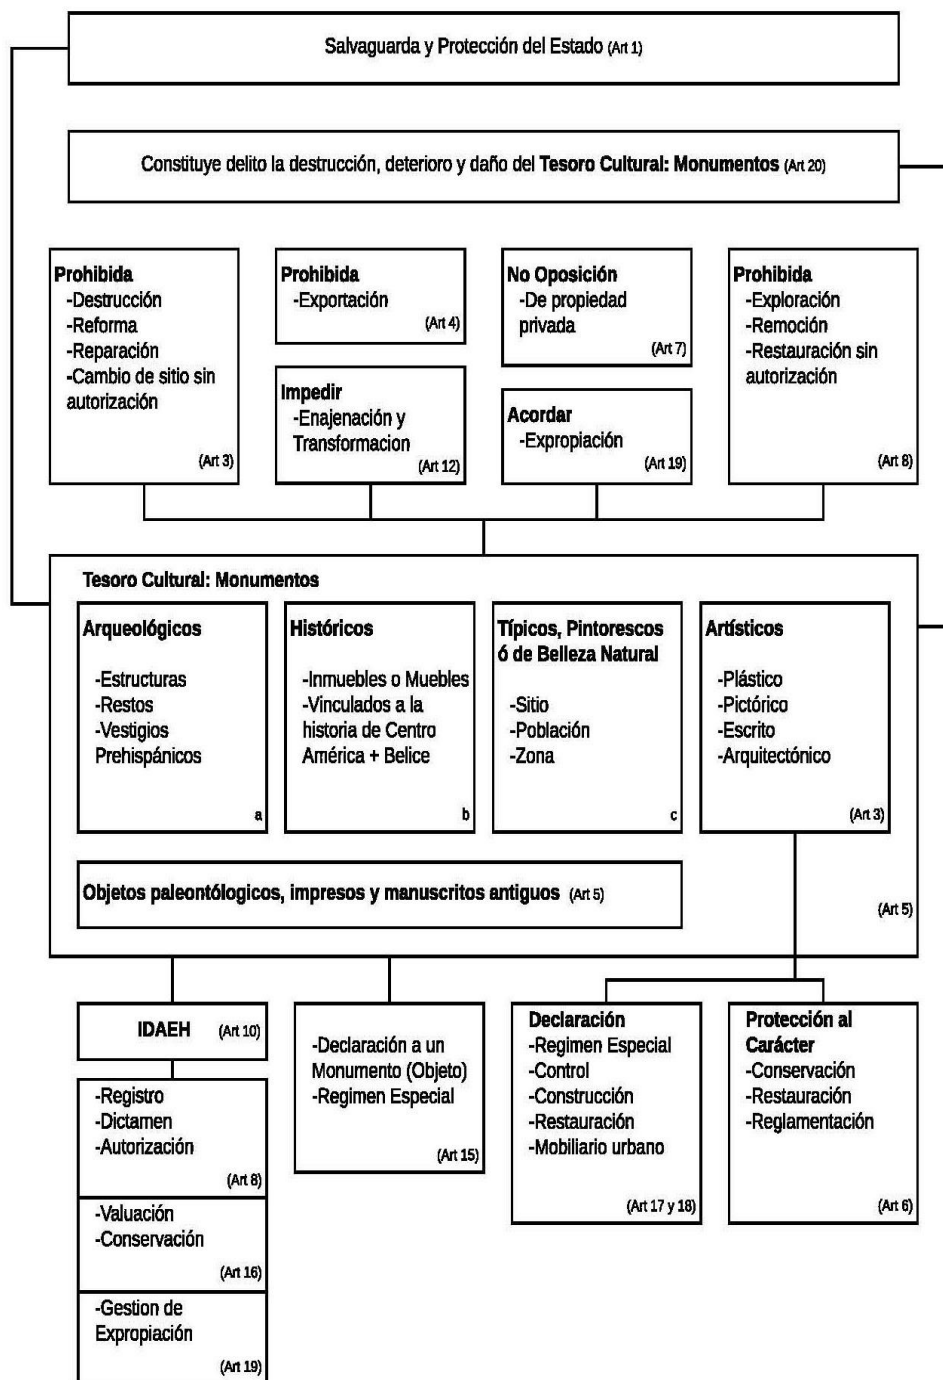 Salvaguarda y Protección del Estado (Art 1)
Constituye delito la destrucción, deterioro y daño del Tesoro Cultural: Monumentos (Art 20)
Prohibida
-Destrucción
-Reforma
-Reparación
-Cambio de sitio sin
autorización
(Art 3)
Prohibida
-Exportación
(Art 4)
Impedir
-Enajenación y
Transformacion
(Art 12)
No Oposición
-De propiedad
privada
(Art 7)
Acordar
-Expropiación
(Art 19)
Prohibida
-Exploración
-Remoción
-Restauración sin
autorización
(Art 8)
Tesoro Cultural: Monumentos
Arqueológicos
-Estructuras
-Restos
-Vestigios
Prehispánicos
a
Históricos
-Inmuebles o Muebles
-Vinculados a la
historia de Centro
América + Belice
b
Típicos, Pintorescos
ó de Belleza Natural
-Sitio
-Población
-Zona
c
Artísticos
-Plástico
-Pictórico
-Escrito
-Arquitectónico
(Art 3)
Objetos paleontólogicos, impresos y manuscritos antiguos (Art 5)
(Art 5)
IDAEH (Art 10)
-Registro
-Dictamen
-Autorización
(Art 8)
-Valuación
-Conservación
(Art 16)
-Gestion de
Expropiación
(Art 19)
-Declaración a un
Monumento (Objeto)
-Regimen Especial
(Art 15)
Declaración
-Regimen Especial
-Control
-Construcción
-Restauración
-Mobiliario urbano
(Art 17 y 18)
Protección al
Carácter
-Conservación
-Restauración
-Reglamentación
(Art 6)